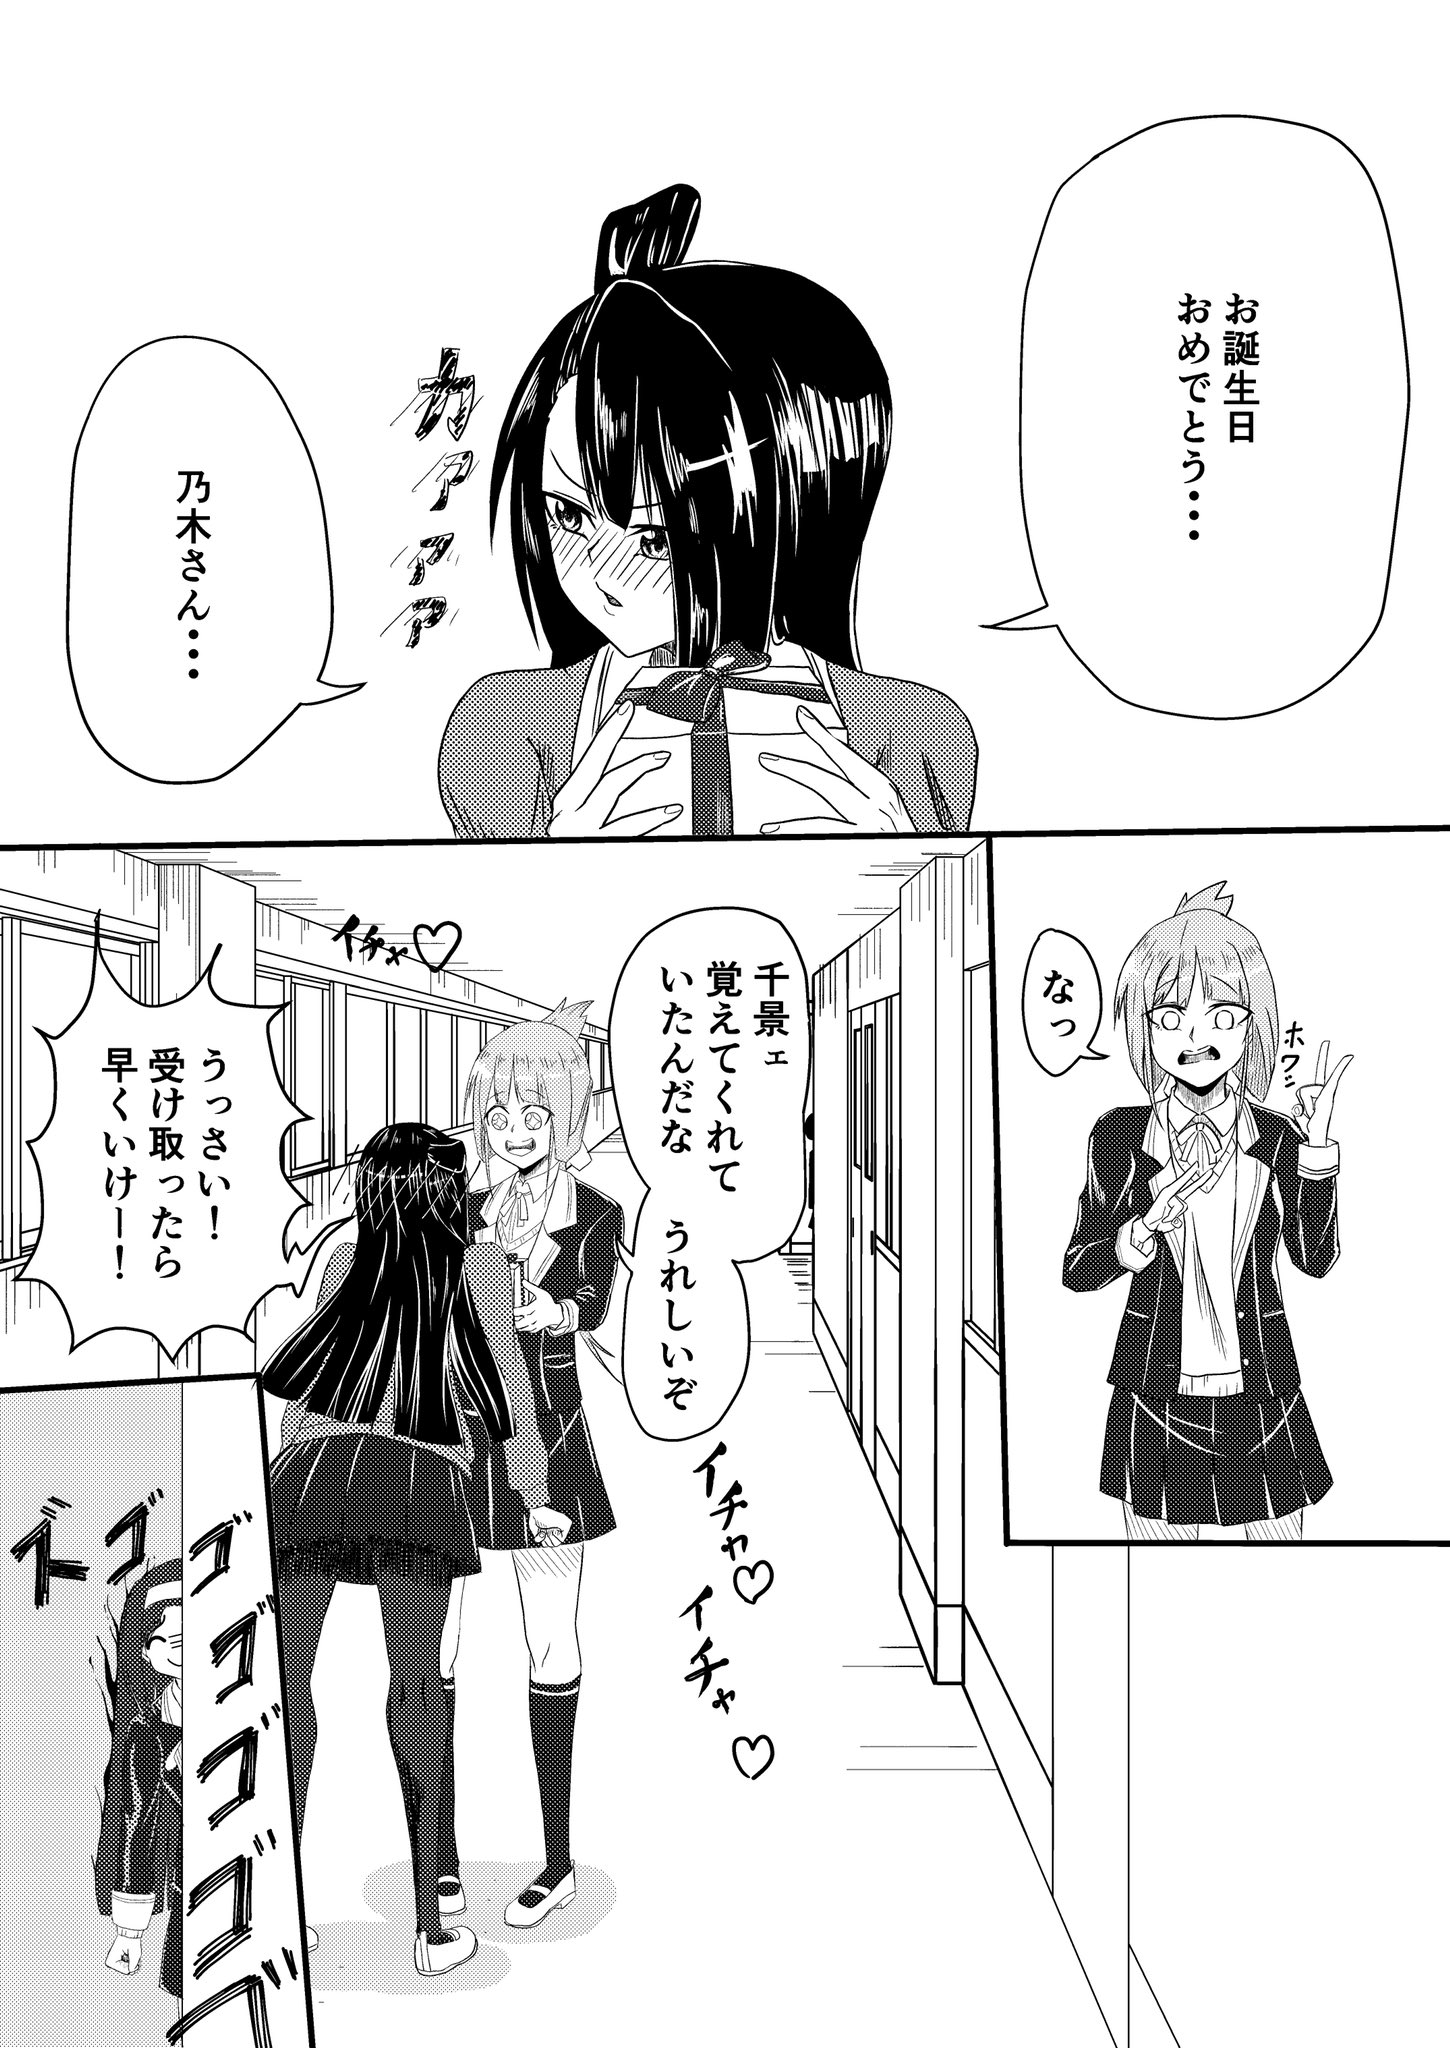 お誕生日
おめでとう・・・
カァァァ
乃木さん・・・
なっ
ホワッ
千景ェ
覚えてくれて
いたんだな
うれしいぞ
イチャ♡
うっさい！
受け取ったら
早くいけー！
イチャ♡
イチャ♡
ドゴ
ゴゴゴゴゴ